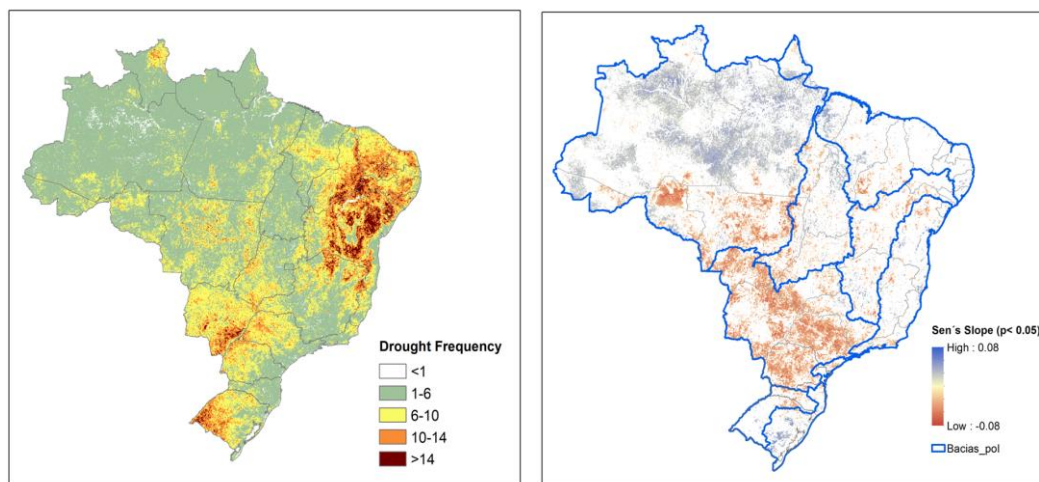 Drought Frequency
<1
1-6
6-10
10-14
>14
Sen´s Slope (p< 0.05)
High : 0.08
Low : -0.08
Bacias_pol